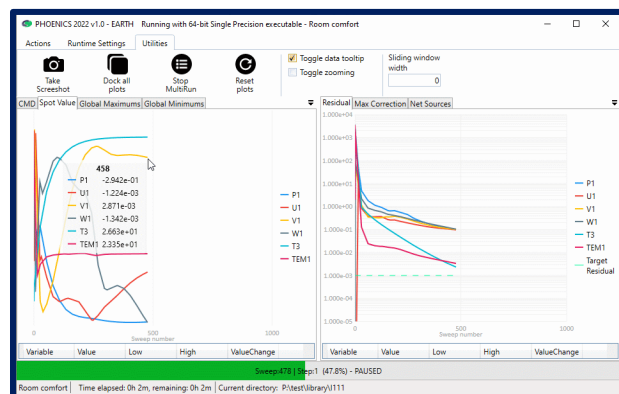 PHOENICS 2022 v1.0 - EARTH Running with 64-bit Single Precision executable - Room comfort
Actions Runtime Settings Utilities
Take Screeshot
Dock all plots
Stop MultiRun
Reset plots
Toggle data tooltip
Toggle zooming
Sliding window width
0
CMD Spot Value Global Maximums Global Minimums
458
P1 -2.942e-01
U1 -1.224e-03
V1 2.871e-03
W1 -1.342e-03
T3 2.663e+01
TEM1 2.335e+01
P1
U1
V1
W1
T3
TEM1
0 500 1000
Sweep number
Variable Value Low High ValueChange
Residual Max Correction Net Sources
1.000e+04
1.000e+03
1.000e+02
1.000e+01
1.000e+00
1.000e-01
1.000e-02
1.000e-03
1.000e-04
1.000e-05
0 500 1000
Sweep number
P1
U1
V1
W1
T3
TEM1
Target Residual
Variable Value Low High ValueChange
Sweep:478 | Step:1 (47.8%) - PAUSED
Room comfort Time elapsed: 0h 2m, remaining: 0h 2m Current directory: P:\test\library\I111